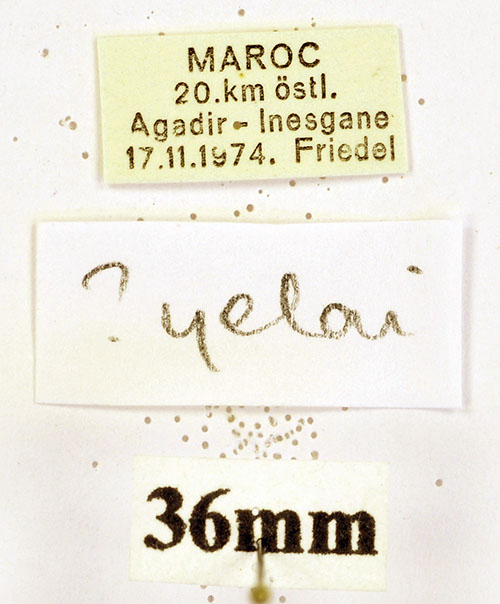 MAROC
20.km östl.
Agadir - Inesgane
17.11.1974. Friedel
? yelai
36mm